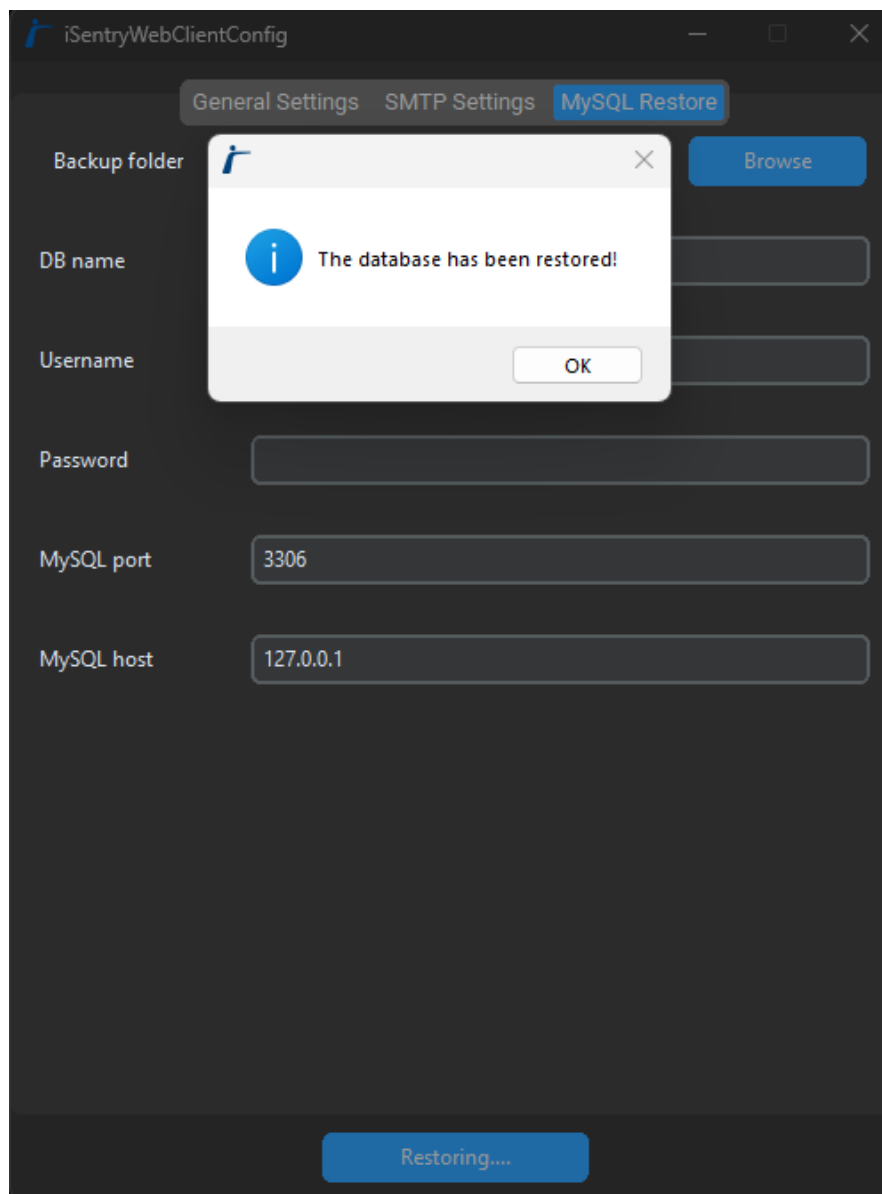 iSentryWebClientConfig
General Settings SMTP Settings MySQL Restore
Backup folder Browse
The database has been restored!
DB name
OK
Username
Password
MySQL port 3306
MySQL host 127.0.0.1
Restoring....